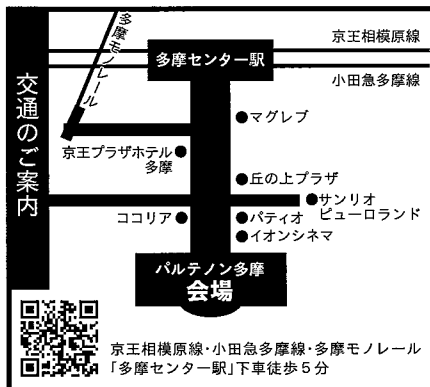 交通のご案内
多摩モノレール
京王相模原線
多摩センター駅
小田急多摩線
●マグレブ
京王プラザホテル●
多摩
●丘の上プラザ
●サンリオ
ピューロランド
ココリア●
●パティオ
●イオンシネマ
パルテノン多摩
会場
京王相模原線・小田急多摩線・多摩モノレール
「多摩センター駅」下車徒歩5分